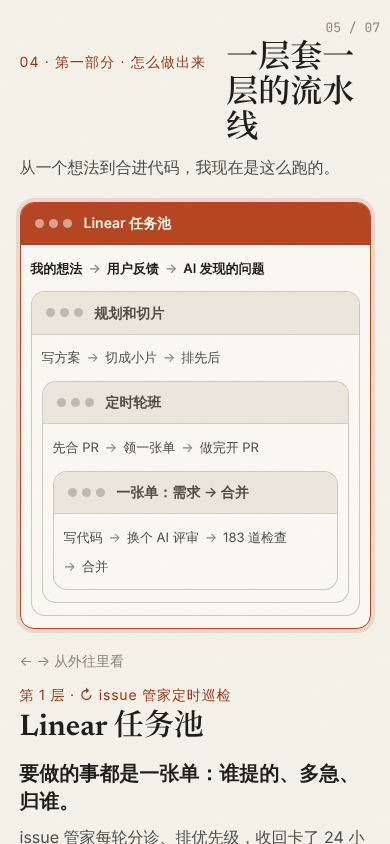 05 / 07
04 · 第一部分 · 怎么做出来
一层套一
层的流水
线
从一个想法到合进代码，我现在是这么跑的。
Linear 任务池
我的想法 → 用户反馈 → AI 发现的问题
规划和切片
写方案 → 切成小片 → 排先后
定时轮班
先合 PR → 领一张单 → 做完开 PR
一张单：需求 → 合并
写代码 → 换个 AI 评审 → 183 道检查
→ 合并
← → 从外往里看
第 1 层 · ↻ issue 管家定时巡检
Linear 任务池
要做的事都是一张单：谁提的、多急、
归谁。
issue 管家每轮分诊、排优先级，收回卡了 24 小